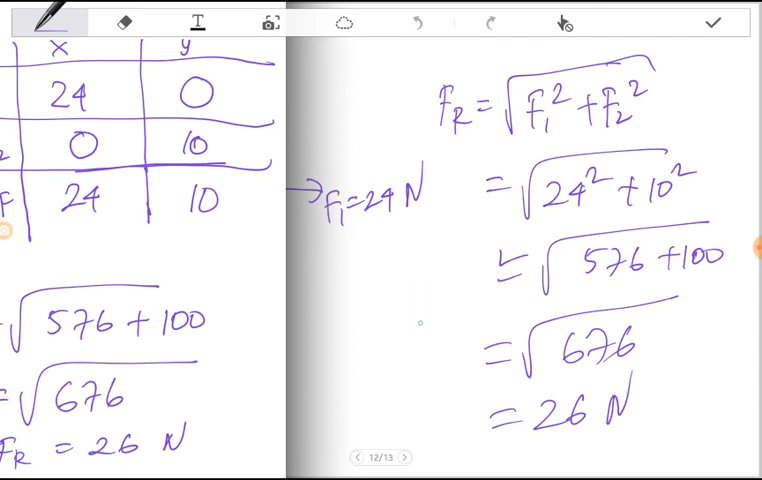 T
x y
24 0
2 0 10
F 24 10
= √576 + 100
= √676
FR = 26 N
FR = √F1² + F2²
→ F1 = 24 N
= √24² + 10²
= √576 + 100
= √676
= 26 N
12/13